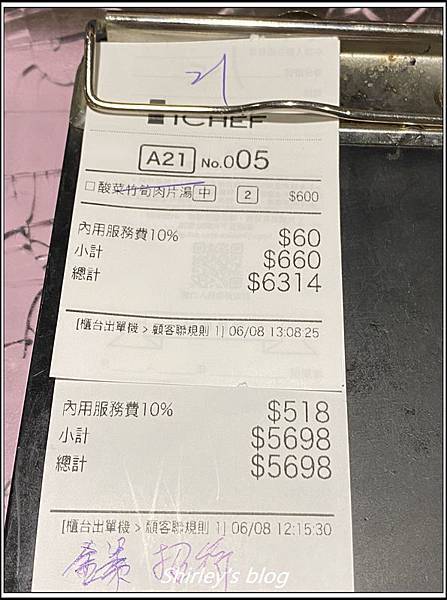 21
iCHEF
A21 No.005
□酸菜竹筍肉片湯 中 2 $600
內用服務費10% $60
小計 $660
總計 $6314
[櫃台出單機 > 顧客聯規則 1] 06/08 13:08:25
內用服務費10% $518
小計 $5698
總計 $5698
[櫃台出單機 > 顧客聯規則 1] 06/08 12:15:30
招待
Shirley's blog